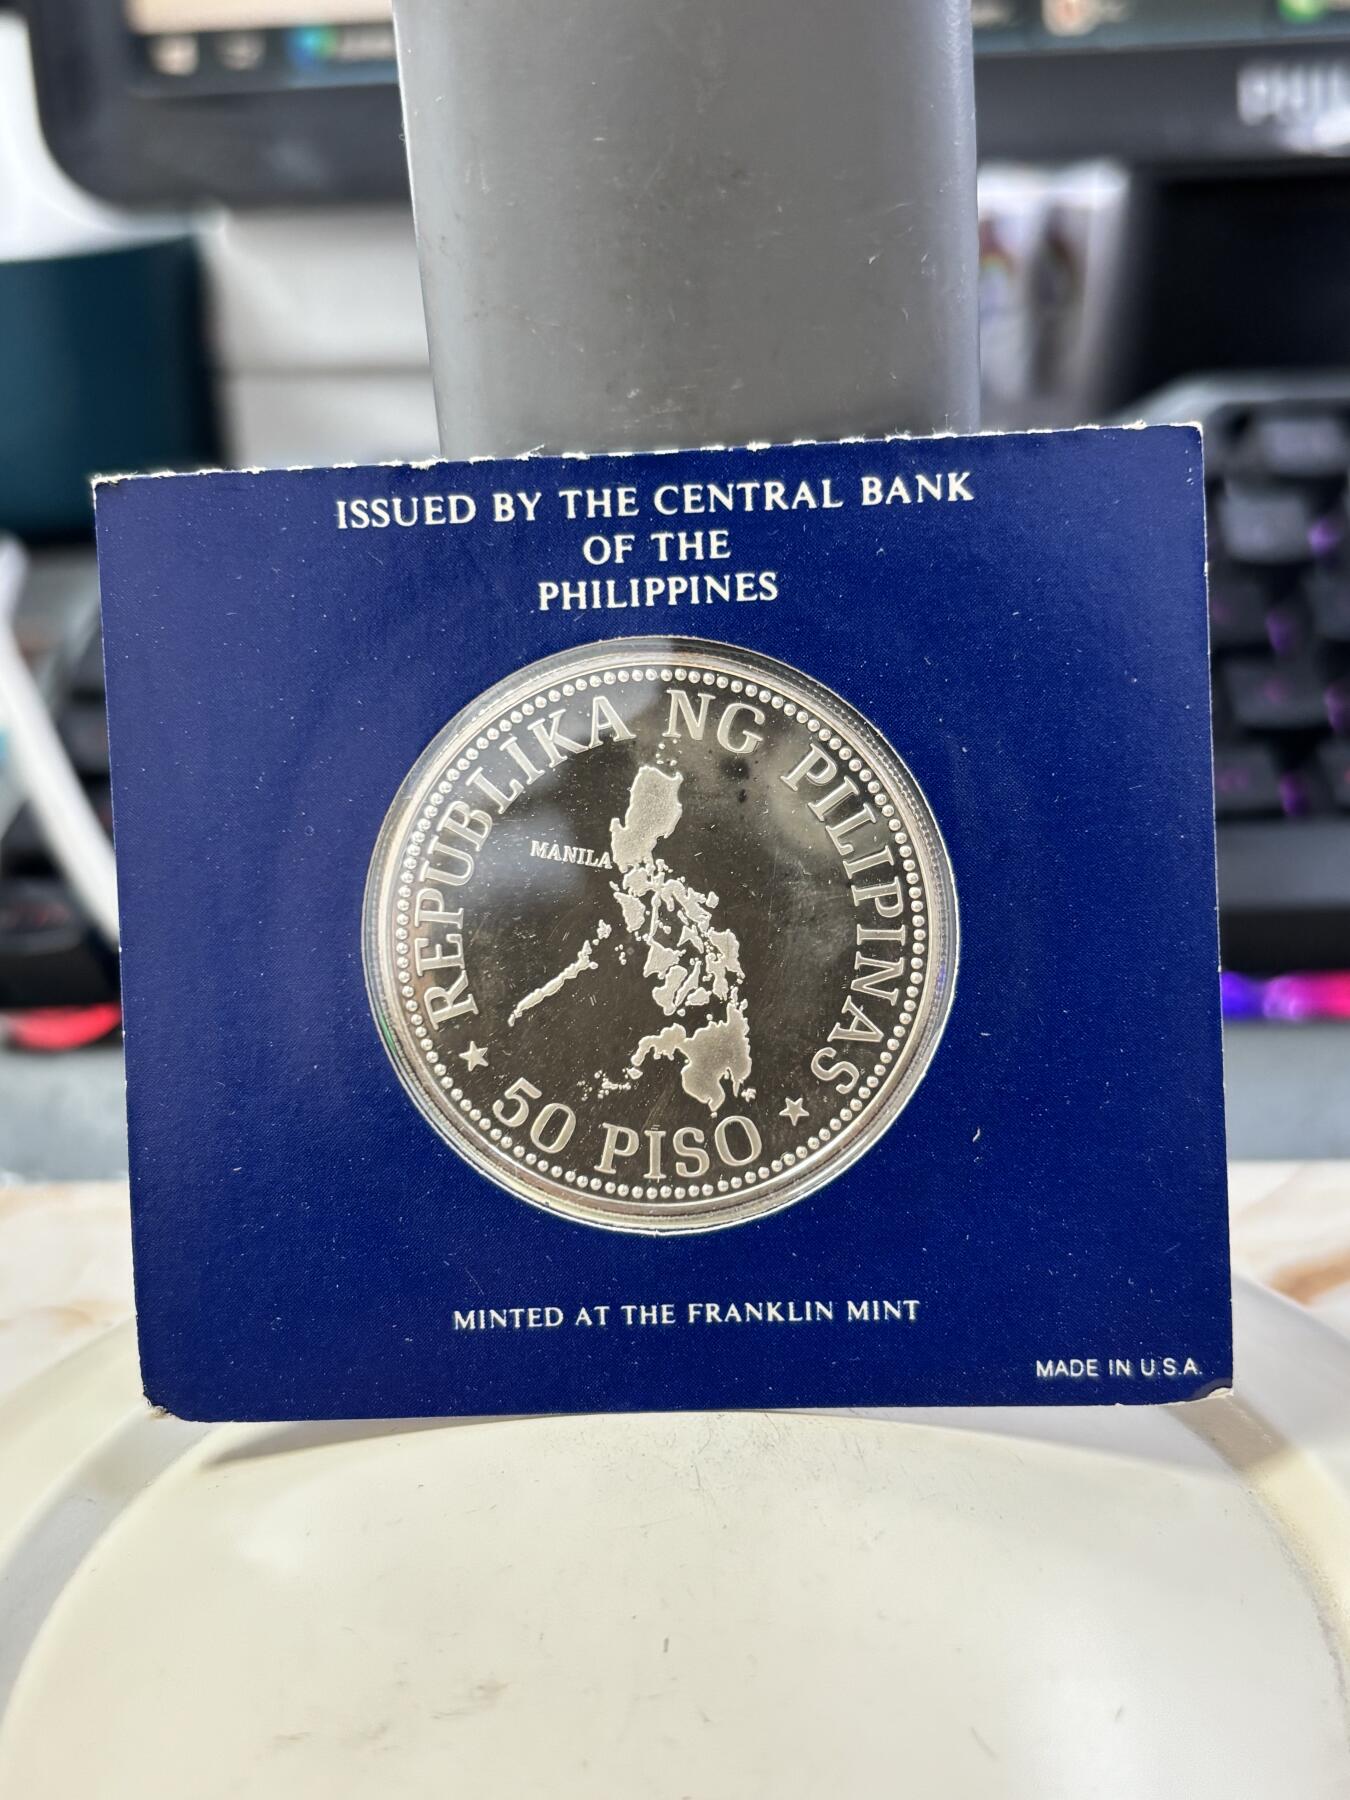 ISSUED BY THE CENTRAL BANK
OF THE
PHILIPPINES
REPUBLIKA NG PILIPINAS
MANILA
★ 50 PISO ★
MINTED AT THE FRANKLIN MINT
MADE IN U.S.A.